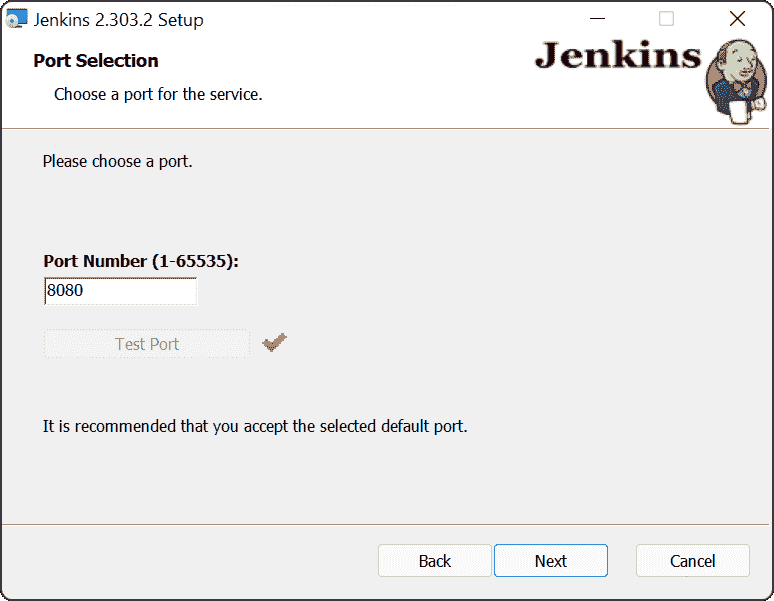 Jenkins 2.303.2 Setup
Port Selection
Jenkins
Choose a port for the service.
Please choose a port.
Port Number (1-65535):
8080
Test Port
It is recommended that you accept the selected default port.
Back
Next
Cancel